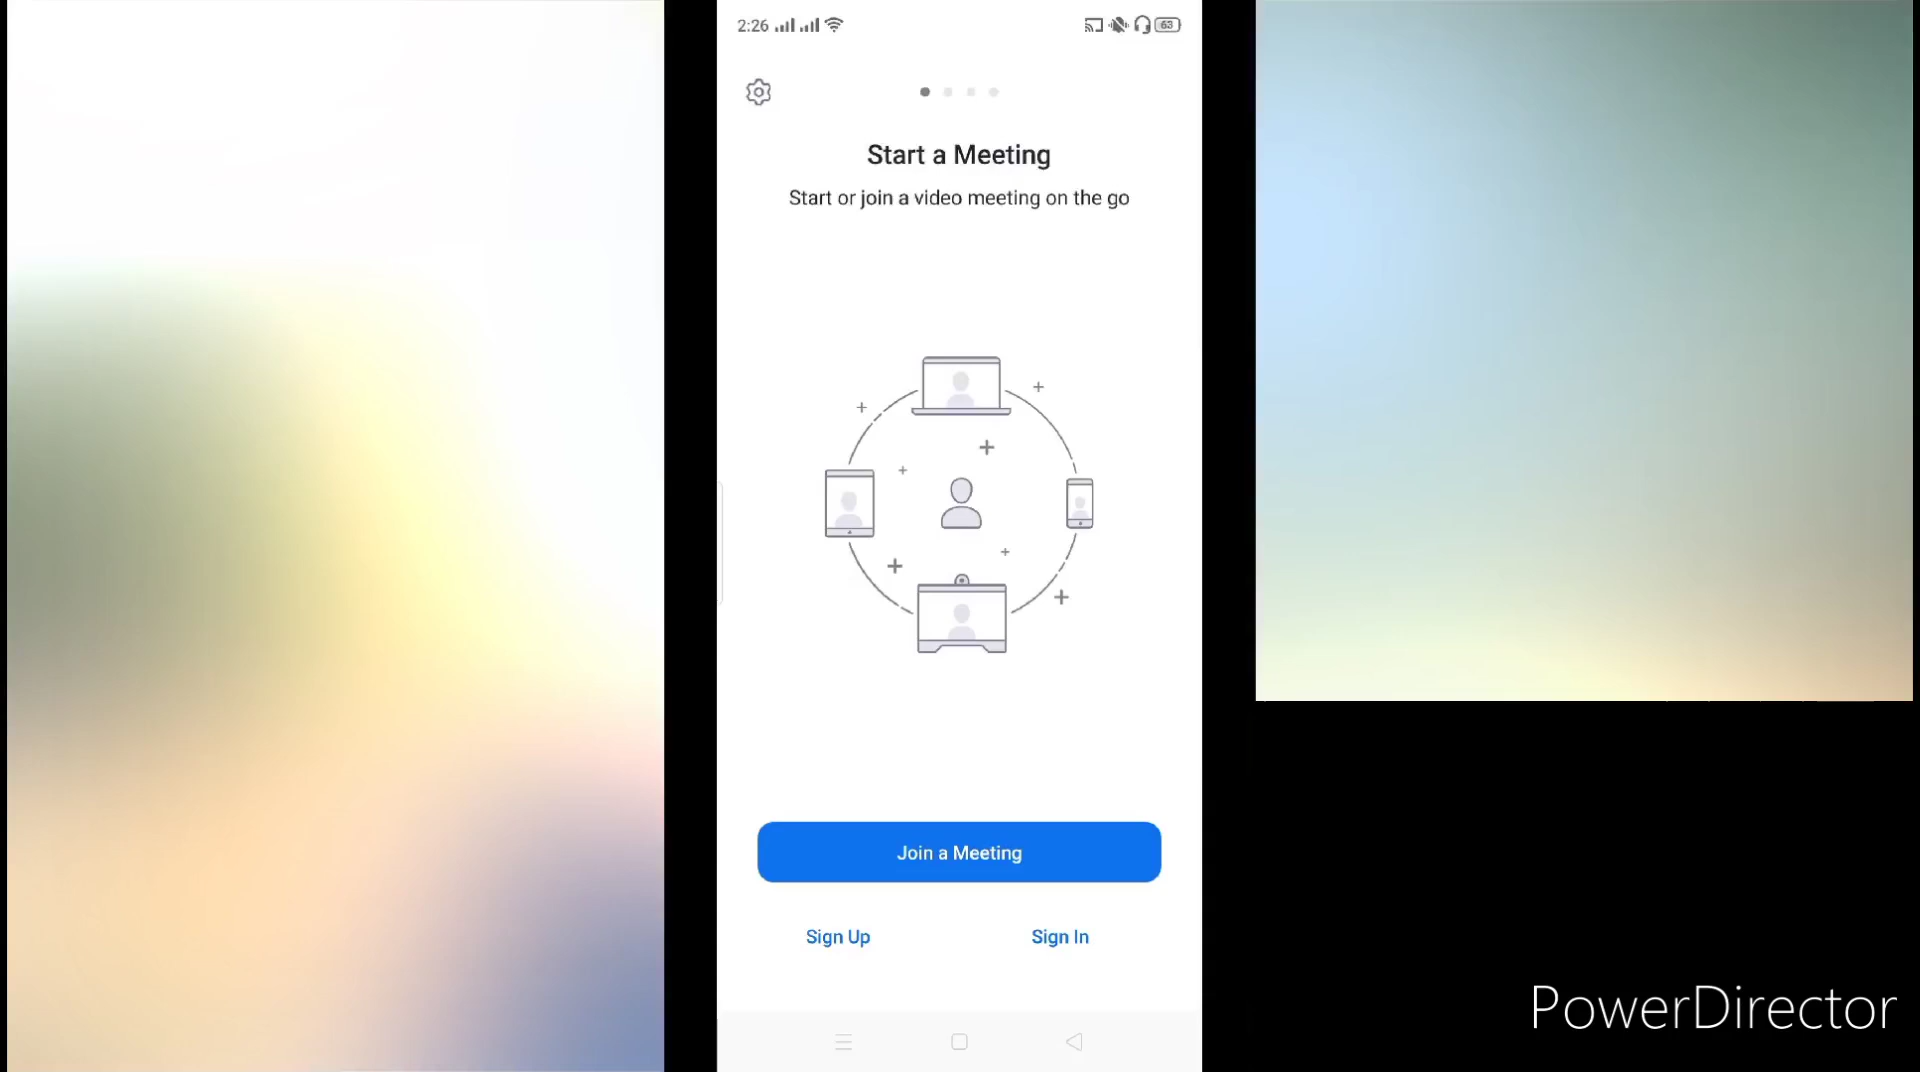 2:26
63
Start a Meeting
Start or join a video meeting on the go
Join a Meeting
Sign Up
Sign In
PowerDirector